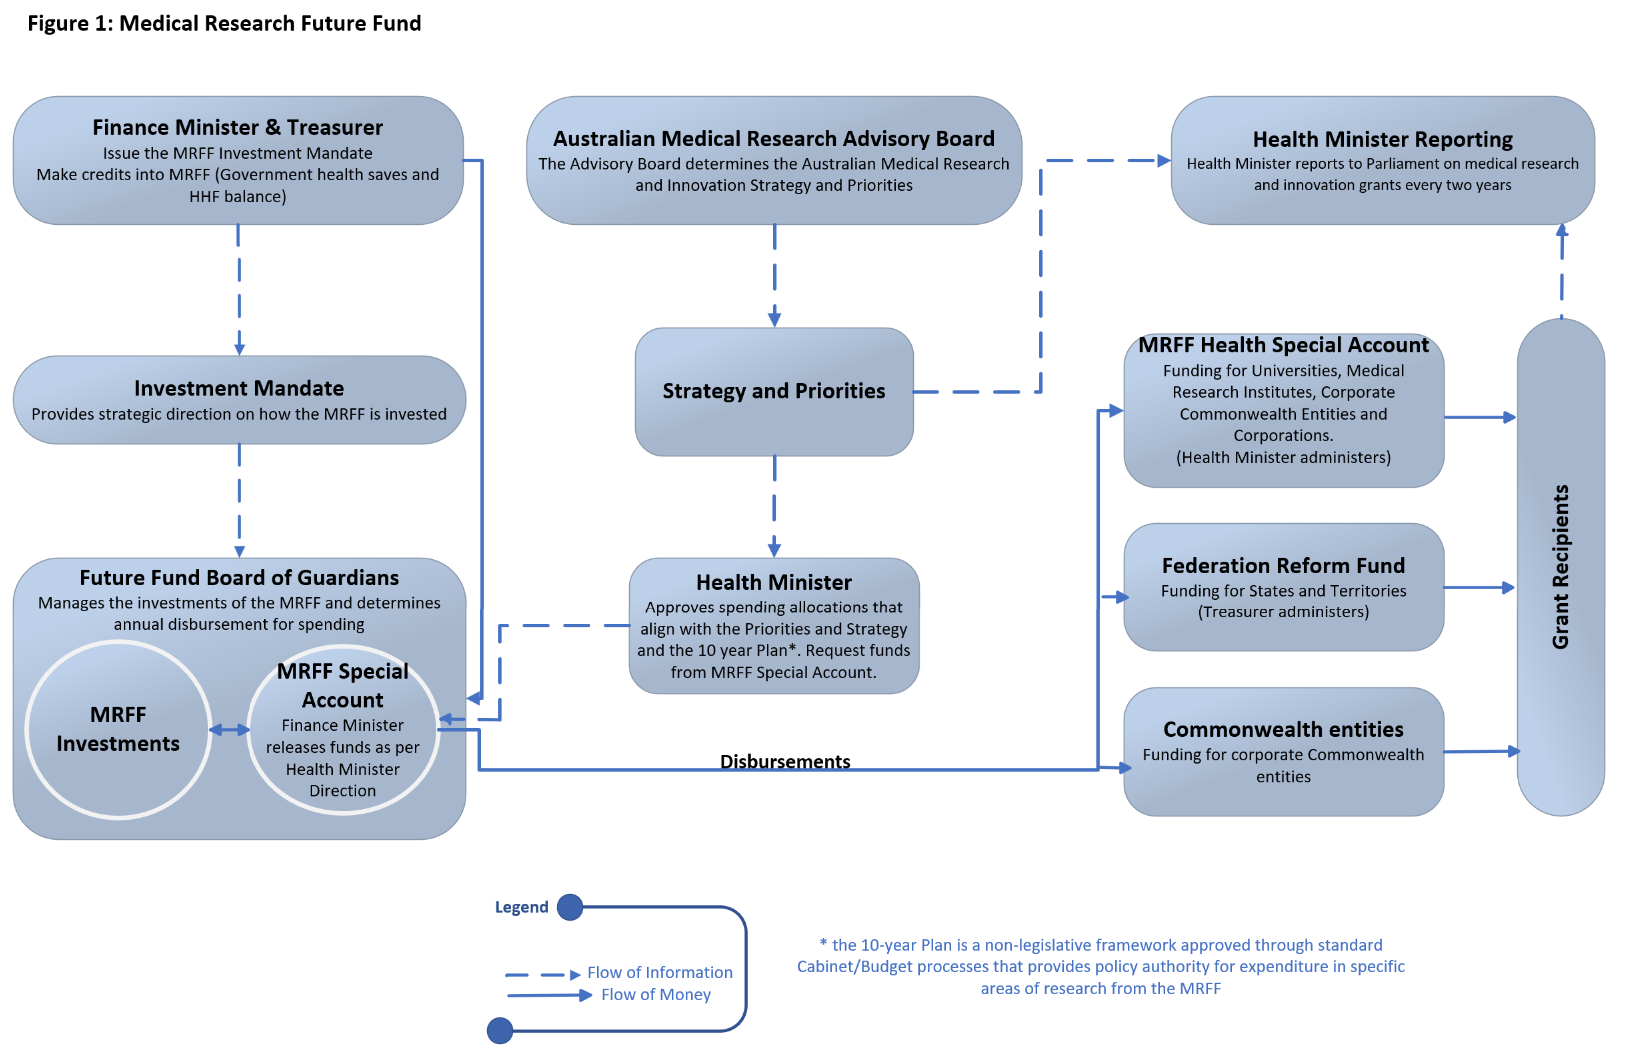 Figure 1: Medical Research Future Fund
Finance Minister & Treasurer
Issue the MRFF Investment Mandate
Make credits into MRFF (Government health saves and
HHF balance)
Australian Medical Research Advisory Board
The Advisory Board determines the Australian Medical Research
and Innovation Strategy and Priorities
Health Minister Reporting
Health Minister reports to Parliament on medical research
and innovation grants every two years
Investment Mandate
Provides strategic direction on how the MRFF is invested
Strategy and Priorities
MRFF Health Special Account
Funding for Universities, Medical
Research Institutes, Corporate
Commonwealth Entities and
Corporations.
(Health Minister administers)
Federation Reform Fund
Funding for States and Territories
(Treasurer administers)
Commonwealth entities
Funding for corporate Commonwealth
entities
Grant Recipients
Future Fund Board of Guardians
Manages the investments of the MRFF and determines
annual disbursement for spending
MRFF
Investments
MRFF Special
Account
Finance Minister
releases funds as per
Health Minister
Direction
Health Minister
Approves spending allocations that
align with the Priorities and Strategy
and the 10 year Plan*. Request funds
from MRFF Special Account.
Disbursements
Legend
Flow of Information
Flow of Money
* the 10-year Plan is a non-legislative framework approved through standard
Cabinet/Budget processes that provides policy authority for expenditure in specific
areas of research from the MRFF